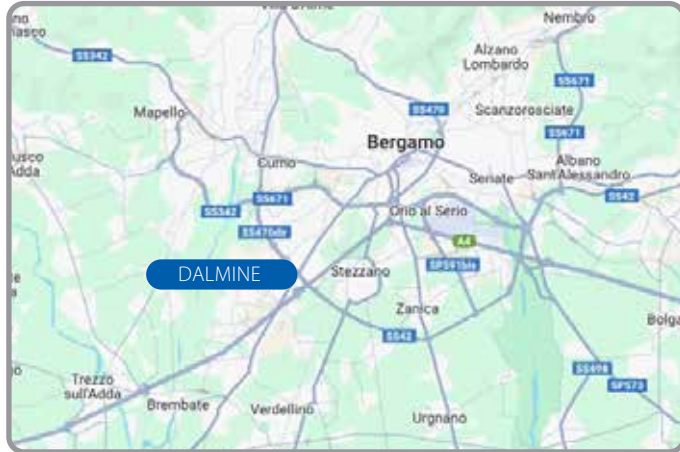 Nembro
SS342
Alzano
Lombardo
SS671
Mapello
SS470
Scanzorosciate
SS671
Bergamo
Curno
Albano
Sant'Alessandro
Seriate
SS671
SS342
SS42
Orio al Serio
SS470dir
A4
DALMINE
Stezzano
SP591bis
Zanica
SS42
Trezzo
sull'Adda
Brembate
Verdellino
Urgnano
SS498
SP573